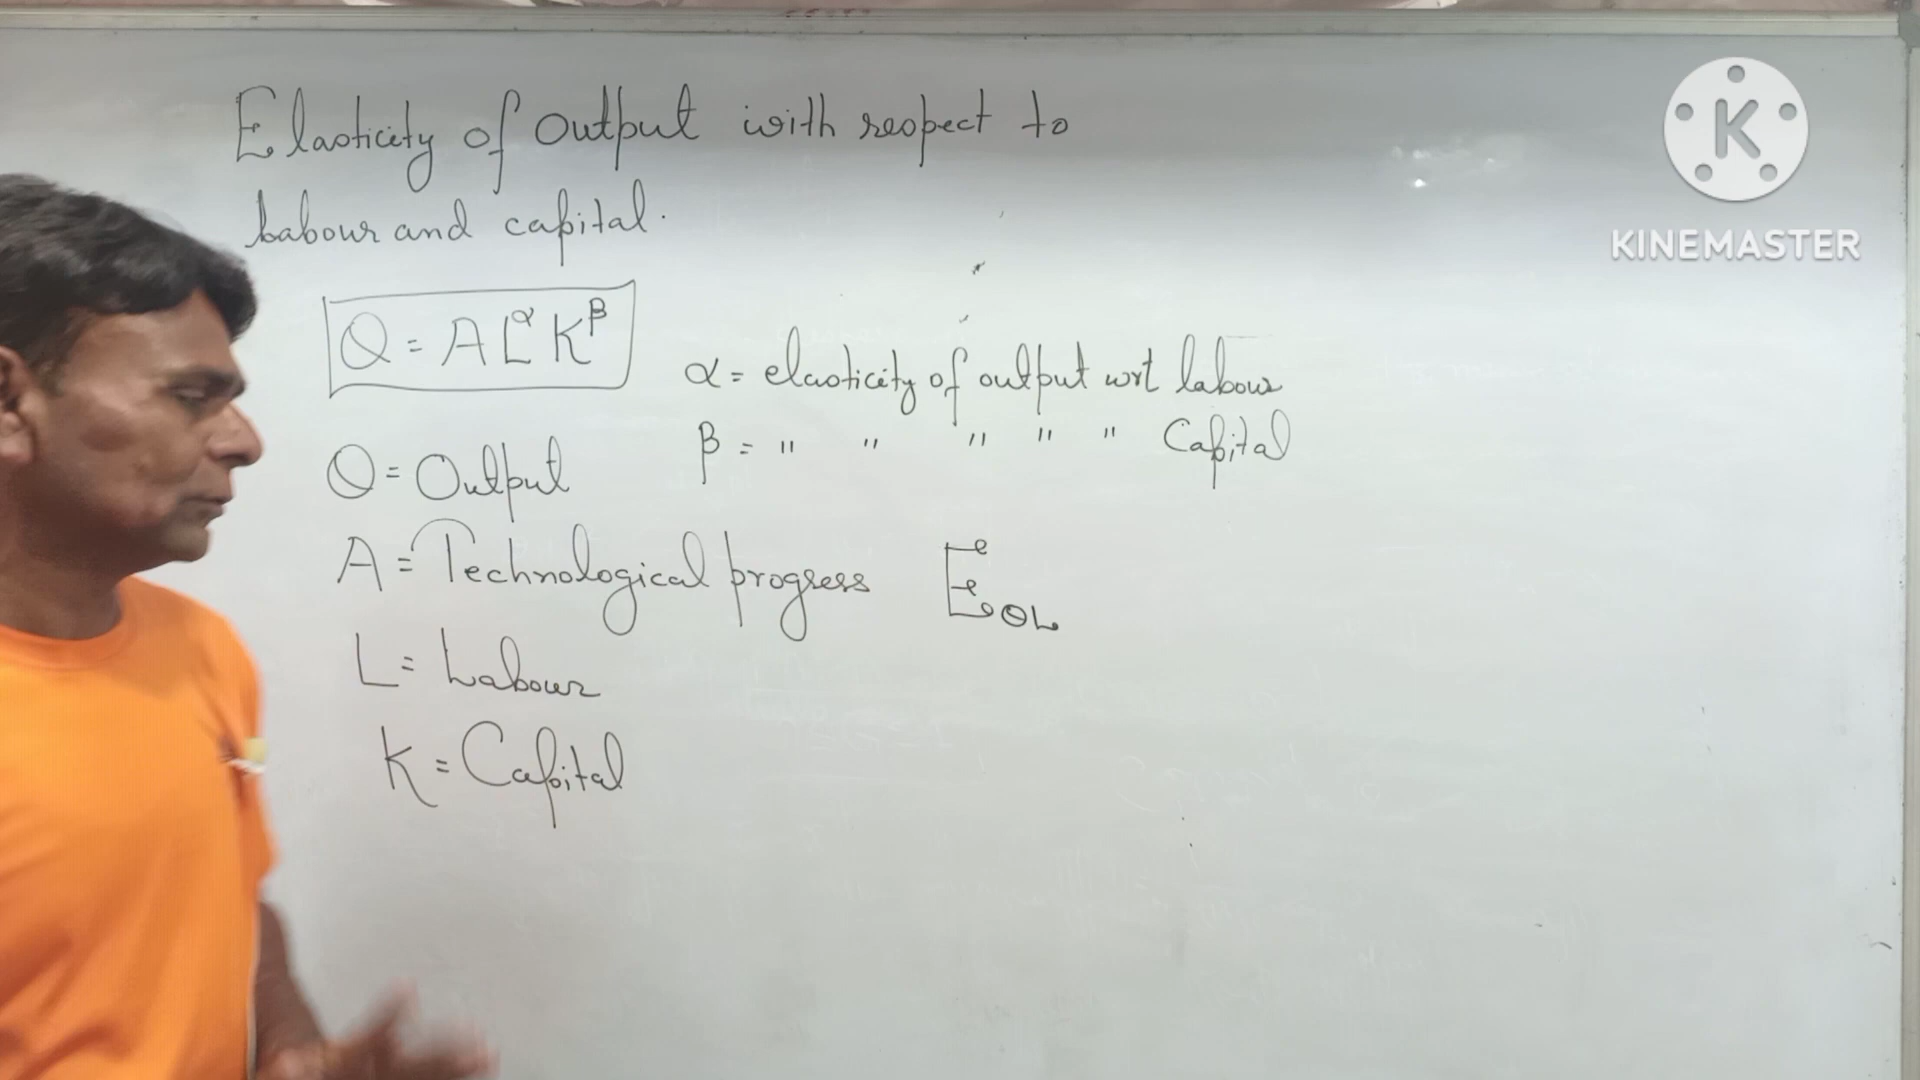 Elasticity of output with respect to
Labour and capital.
Q = A L^α K^β
α = elasticity of output wrt labour
β = " " " " " Capital
Q = Output
A = Technological progress
E_QL
L = Labour
K = Capital
K
KINEMASTER